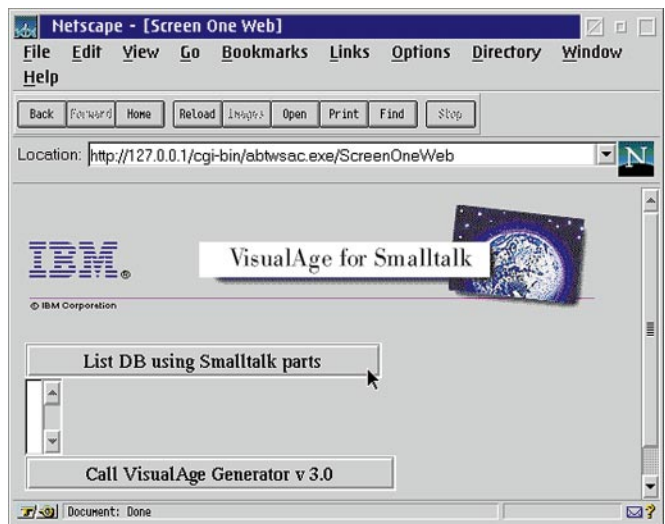 Netscape - [Screen One Web]
File Edit View Go Bookmarks Links Options Directory Window
Help
Back Forward Home Reload Images Open Print Find Stop
Location: http://127.0.0.1/cgi-bin/abtwsac.exe/ScreenOneWeb
N
IBM®
VisualAge for Smalltalk
© IBM Corporation
List DB using Smalltalk parts
Call VisualAge Generator v 3.0
Document: Done